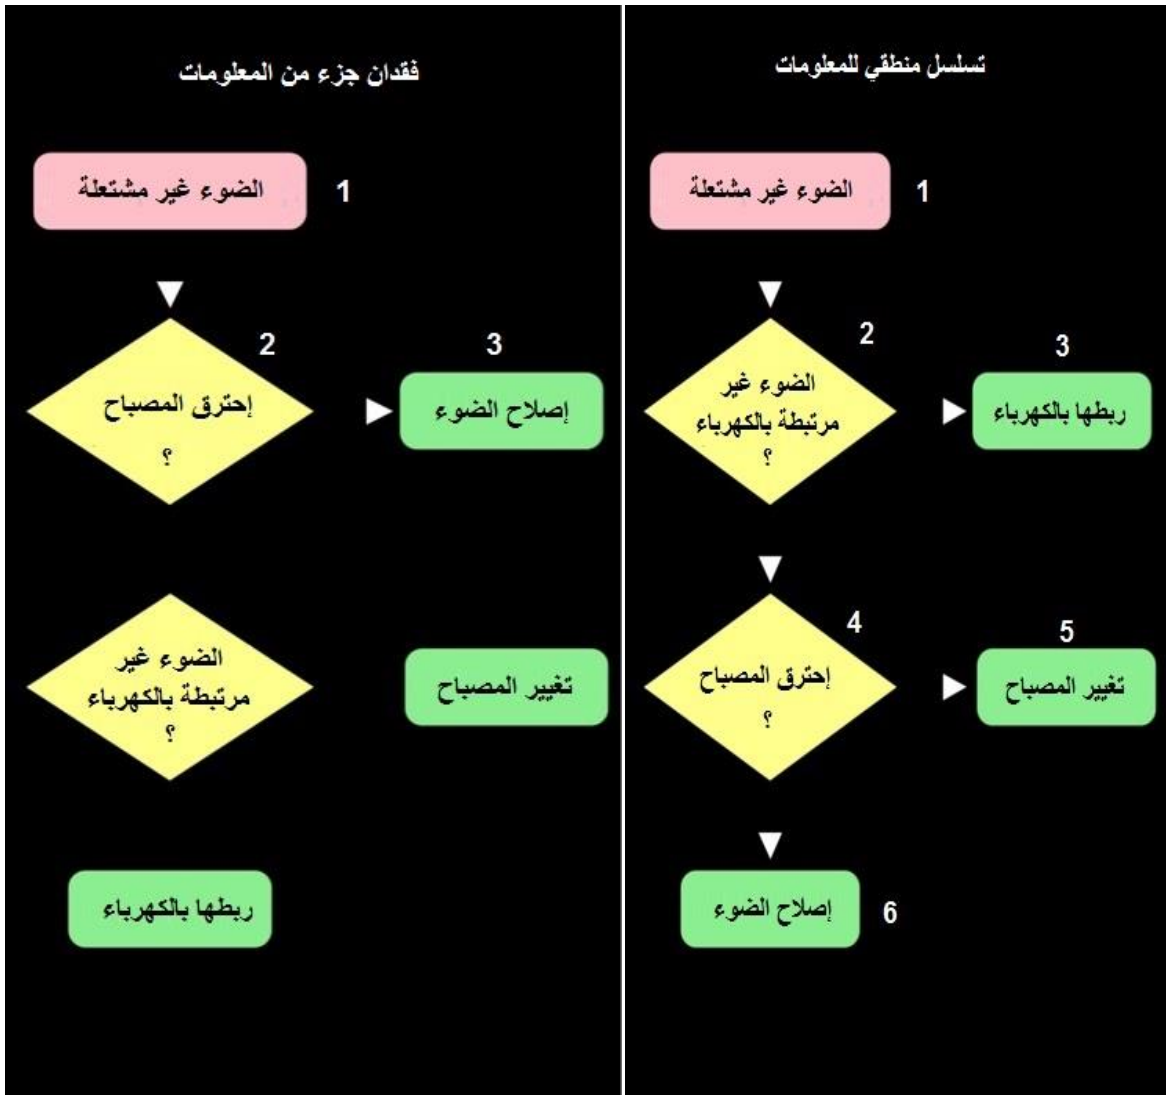 تسلسل منطقي للمعلومات
الضوء غير مشتعلة
1
2
الضوء غير
مرتبطة بالكهرباء
؟
3
ربطها بالكهرباء
4
إحترق المصباح
؟
5
تغيير المصباح
إصلاح الضوء
6
فقدان جزء من المعلومات
الضوء غير مشتعلة
1
2
إحترق المصباح
؟
3
إصلاح الضوء
الضوء غير
مرتبطة بالكهرباء
؟
تغيير المصباح
ربطها بالكهرباء